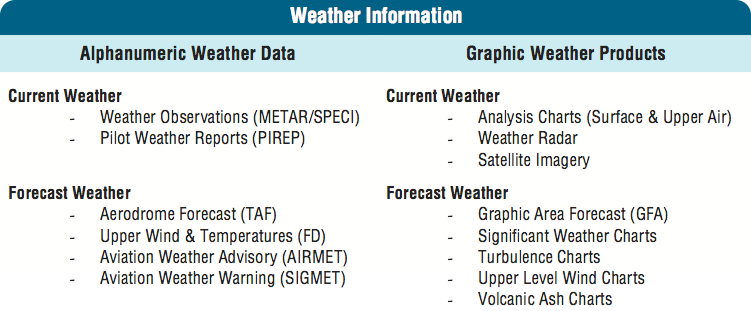 Weather Information
Alphanumeric Weather Data
Graphic Weather Products
Current Weather
- Weather Observations (METAR/SPECI)
- Pilot Weather Reports (PIREP)
Forecast Weather
- Aerodrome Forecast (TAF)
- Upper Wind & Temperatures (FD)
- Aviation Weather Advisory (AIRMET)
- Aviation Weather Warning (SIGMET)
Current Weather
- Analysis Charts (Surface & Upper Air)
- Weather Radar
- Satellite Imagery
Forecast Weather
- Graphic Area Forecast (GFA)
- Significant Weather Charts
- Turbulence Charts
- Upper Level Wind Charts
- Volcanic Ash Charts